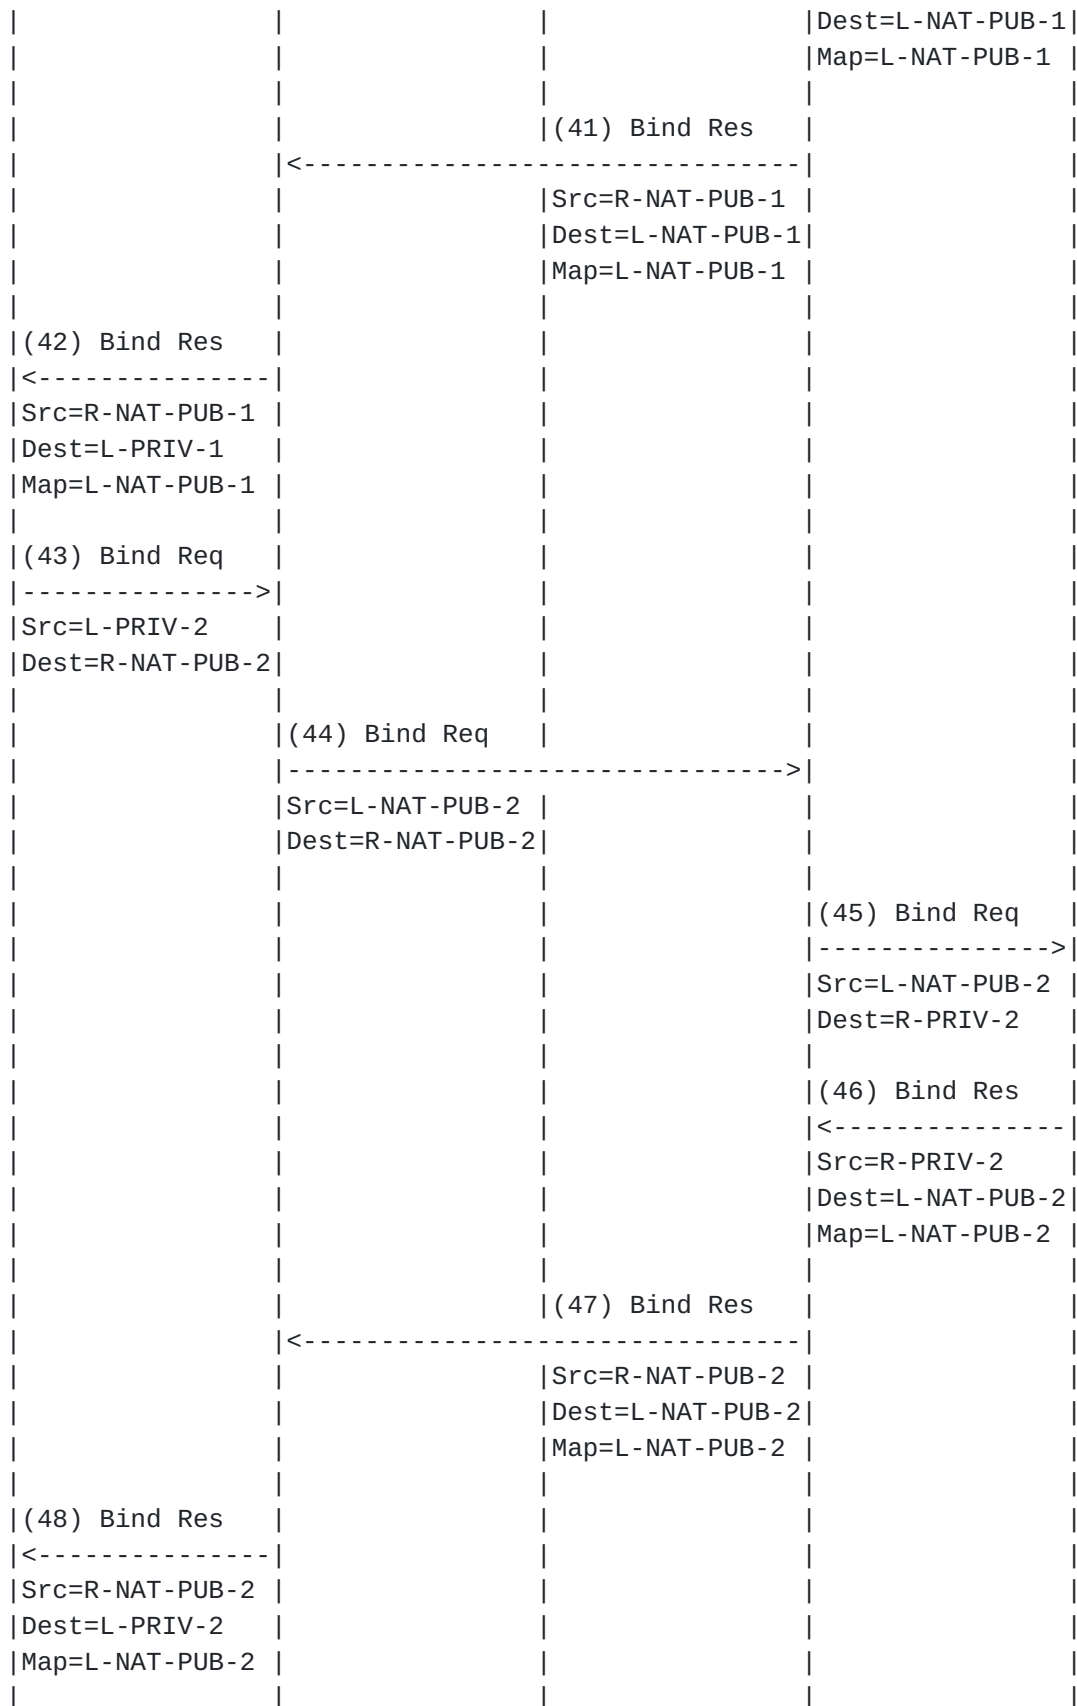 |                |                |                |Dest=L-NAT-PUB-1|
|                |                |                |Map=L-NAT-PUB-1 |
|                |                |                |                |
|                |                |(41) Bind Res   |                |
|                |<--------------------------------|                |
|                |                |Src=R-NAT-PUB-1 |                |
|                |                |Dest=L-NAT-PUB-1|                |
|                |                |Map=L-NAT-PUB-1 |                |
|                |                |                |                |
|(42) Bind Res   |                |                |                |
|<---------------|                |                |                |
|Src=R-NAT-PUB-1 |                |                |                |
|Dest=L-PRIV-1   |                |                |                |
|Map=L-NAT-PUB-1 |                |                |                |
|                |                |                |                |
|(43) Bind Req   |                |                |                |
|--------------->|                |                |                |
|Src=L-PRIV-2    |                |                |                |
|Dest=R-NAT-PUB-2|                |                |                |
|                |                |                |                |
|                |(44) Bind Req   |                |                |
|                |-------------------------------->|                |
|                |Src=L-NAT-PUB-2 |                |                |
|                |Dest=R-NAT-PUB-2|                |                |
|                |                |                |                |
|                |                |                |(45) Bind Req   |
|                |                |                |--------------->|
|                |                |                |Src=L-NAT-PUB-2 |
|                |                |                |Dest=R-PRIV-2   |
|                |                |                |                |
|                |                |                |(46) Bind Res   |
|                |                |                |<---------------|
|                |                |                |Src=R-PRIV-2    |
|                |                |                |Dest=L-NAT-PUB-2|
|                |                |                |Map=L-NAT-PUB-2 |
|                |                |                |                |
|                |                |(47) Bind Res   |                |
|                |<--------------------------------|                |
|                |                |Src=R-NAT-PUB-2 |                |
|                |                |Dest=L-NAT-PUB-2|                |
|                |                |Map=L-NAT-PUB-2 |                |
|                |                |                |                |
|(48) Bind Res   |                |                |                |
|<---------------|                |                |                |
|Src=R-NAT-PUB-2 |                |                |                |
|Dest=L-PRIV-2   |                |                |                |
|Map=L-NAT-PUB-2 |                |                |                |
|                |                |                |                |